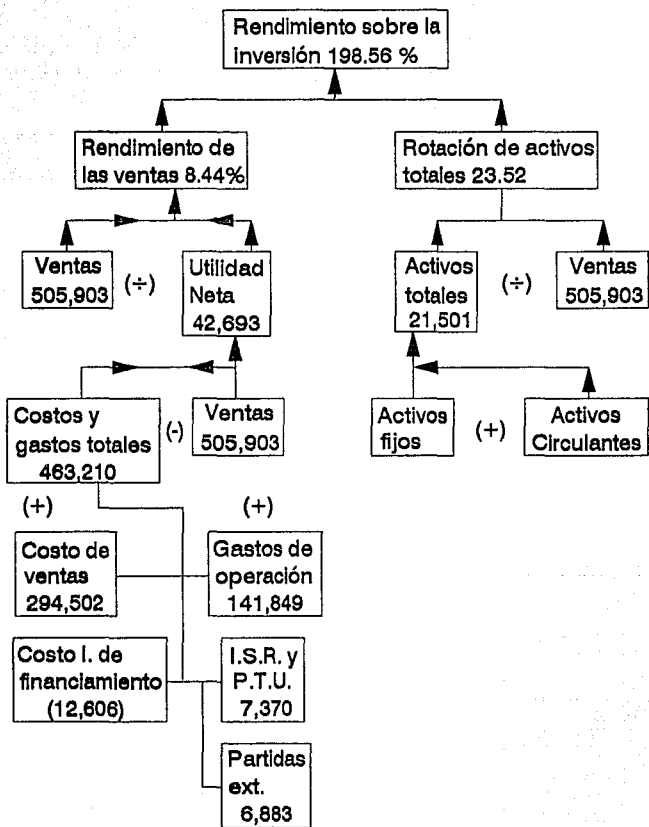 Rendimiento sobre la
inversión 198.56 %
Rendimiento de
las ventas 8.44%
Rotación de activos
totales 23.52
Ventas
505,903
(÷)
Utilidad
Neta
42,693
Activos
totales
21,501
(÷)
Ventas
505,903
Costos y
gastos totales
463,210
(-)
Ventas
505,903
Activos
fijos
(+)
Activos
Circulantes
(+)
(+)
Costo de
ventas
294,502
Gastos de
operación
141,849
Costo I. de
financiamiento
(12,606)
I.S.R. y
P.T.U.
7,370
Partidas
ext.
6,883